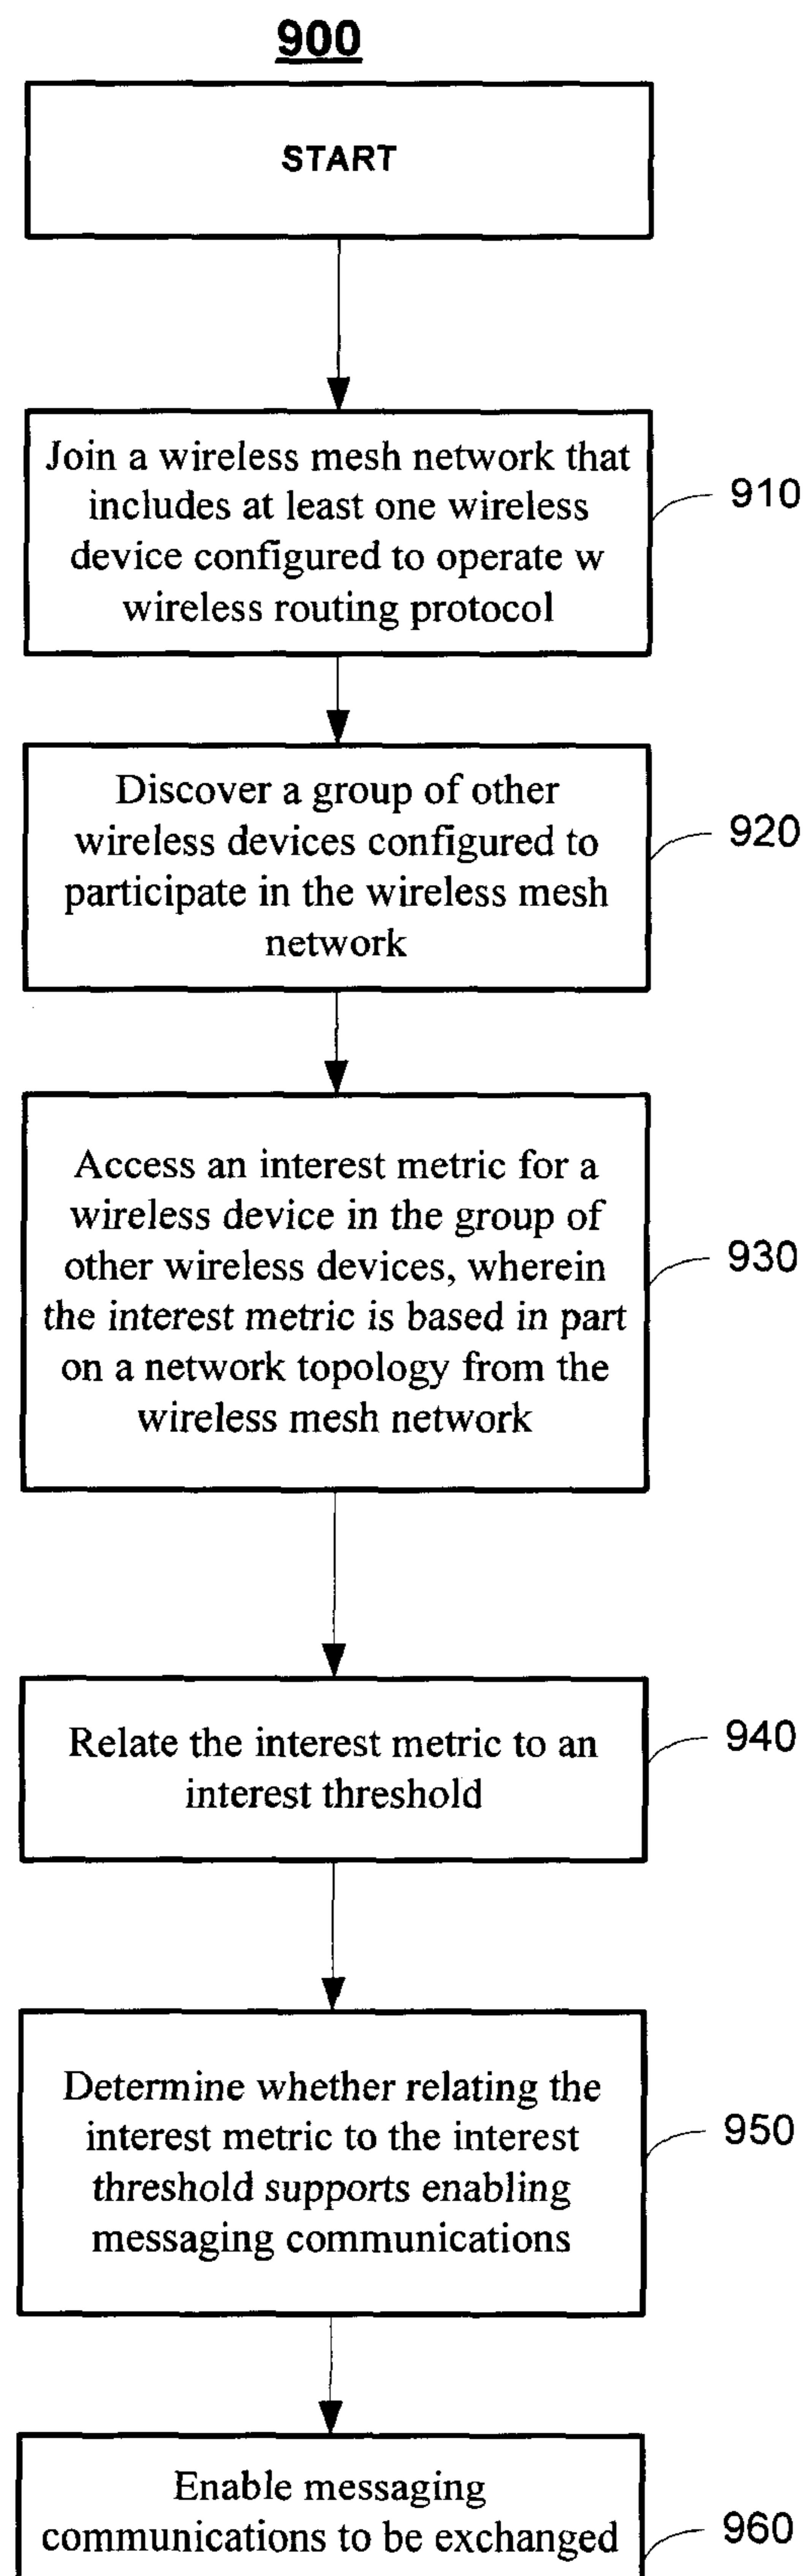 900
START
Join a wireless mesh network that
includes at least one wireless
device configured to operate w
wireless routing protocol
910
Discover a group of other
wireless devices configured to
participate in the wireless mesh
network
920
Access an interest metric for a
wireless device in the group of
other wireless devices, wherein
the interest metric is based in part
on a network topology from the
wireless mesh network
930
Relate the interest metric to an
interest threshold
940
Determine whether relating the
interest metric to the interest
threshold supports enabling
messaging communications
950
Enable messaging
communications to be exchanged
960